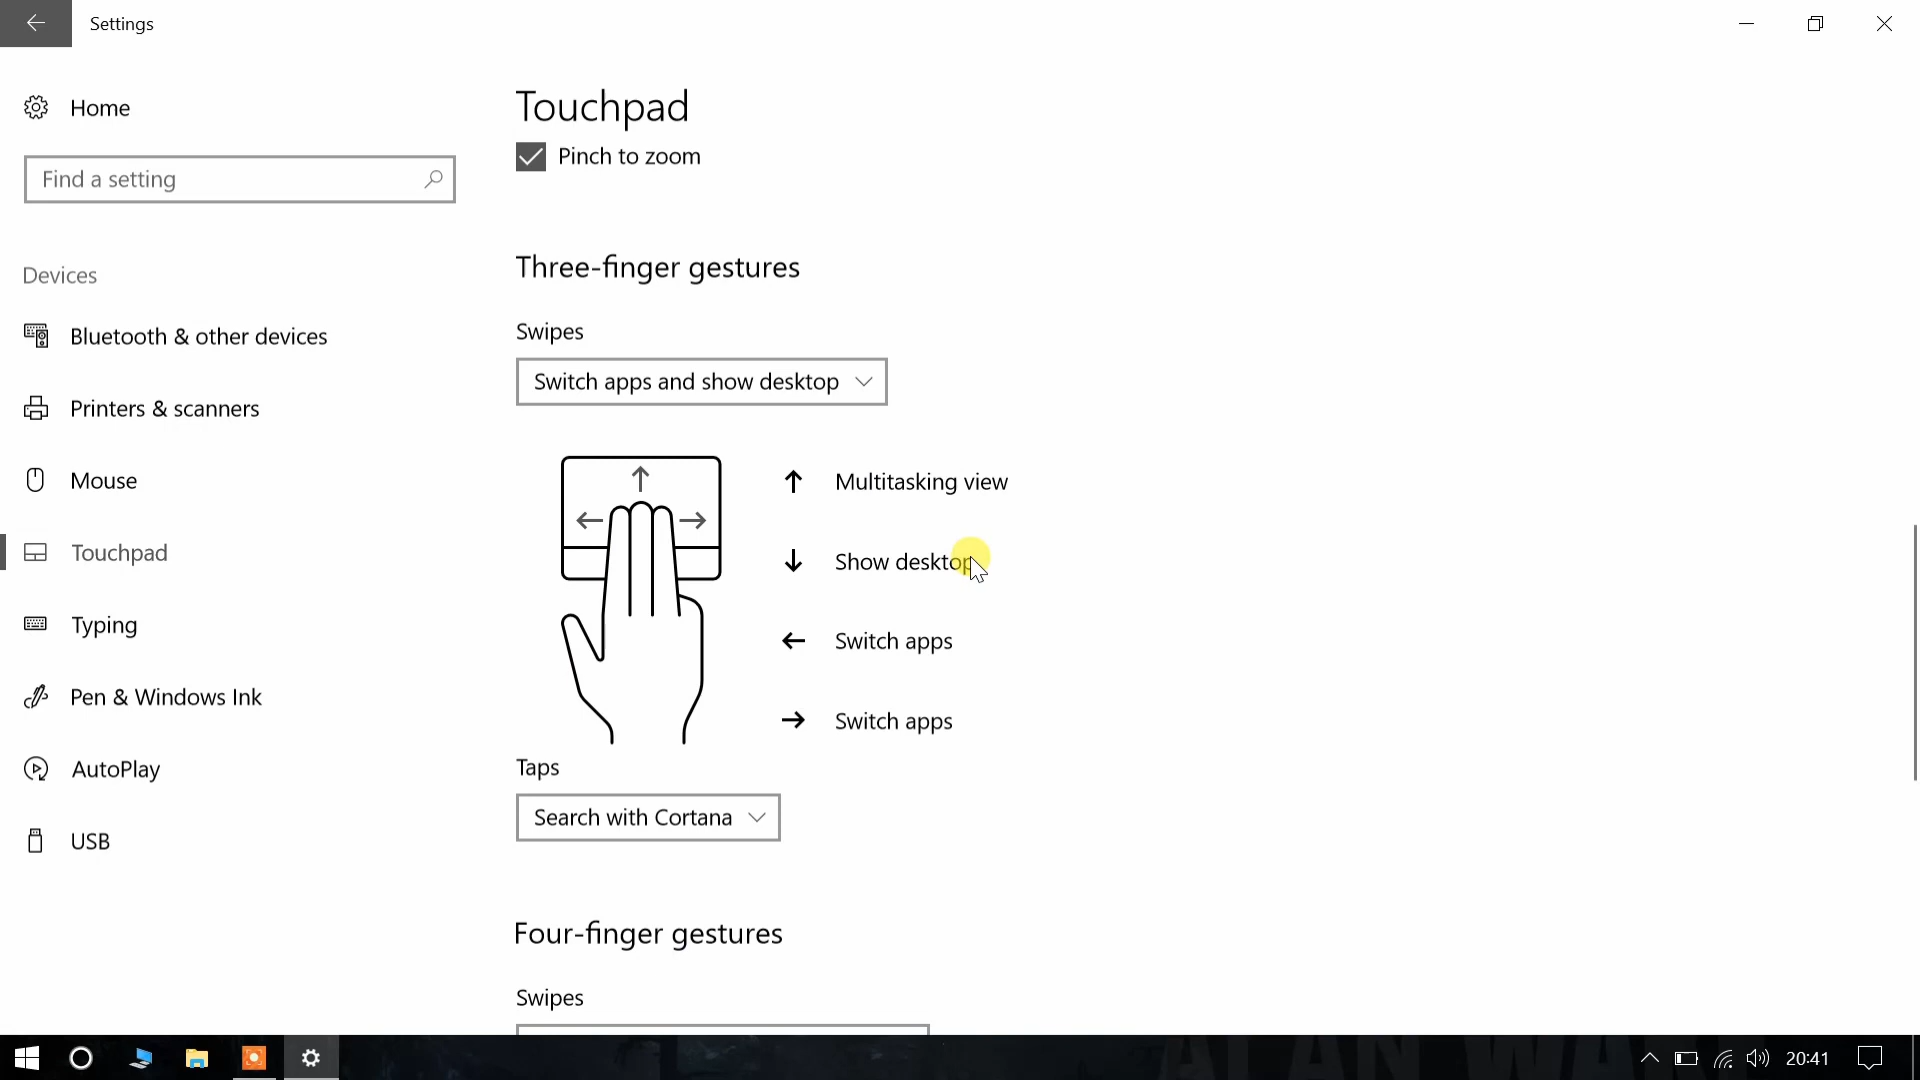 Settings
Home
Find a setting
Devices
Bluetooth & other devices
Printers & scanners
Mouse
Touchpad
Typing
Pen & Windows Ink
AutoPlay
USB
Touchpad
Pinch to zoom
Three-finger gestures
Swipes
Switch apps and show desktop
Multitasking view
Show desktop
Switch apps
Switch apps
Taps
Search with Cortana
Four-finger gestures
Swipes
20:41